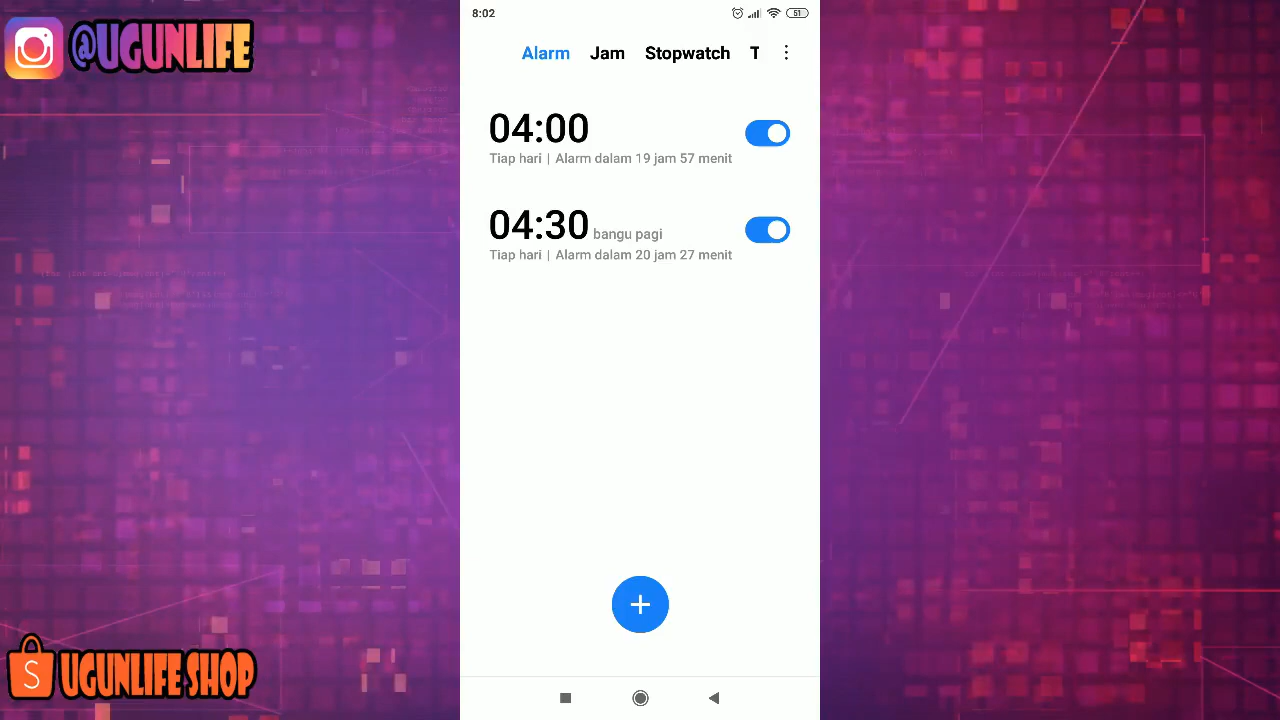 @UGUNLIFE
8:02
51
Alarm Jam Stopwatch T
04:00
Tiap hari | Alarm dalam 19 jam 57 menit
04:30 bangu pagi
Tiap hari | Alarm dalam 20 jam 27 menit
S UGUNLIFE SHOP